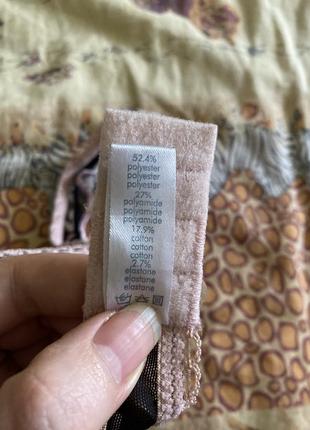 52.4%
polyester
polyester
polyester
27%
polyamide
polyamide
polyamide
17.9%
cotton
cotton
cotton
2.7%
elastane
elastane
elastane